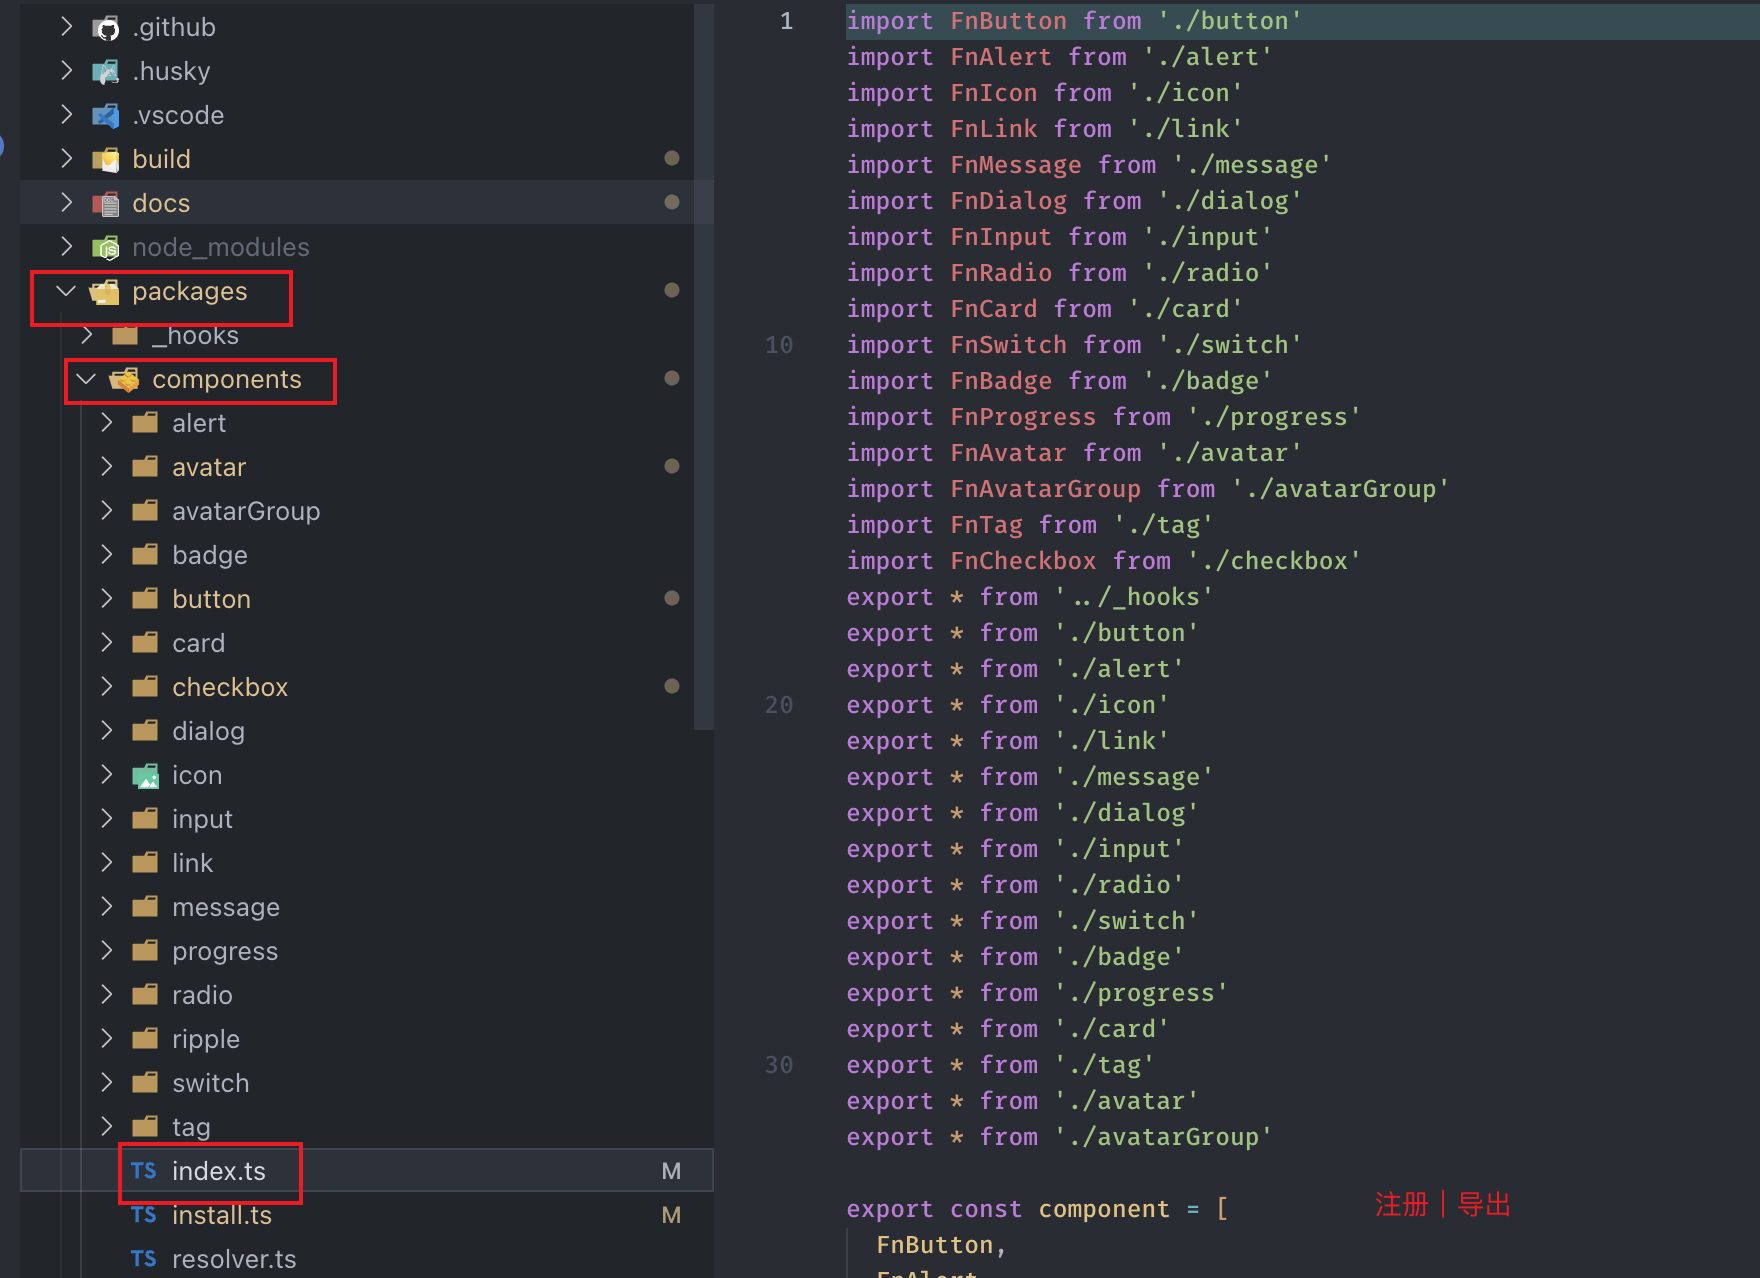 .github
.husky
.vscode
build
docs
node_modules
packages
_hooks
components
alert
avatar
avatarGroup
badge
button
card
checkbox
dialog
icon
input
link
message
progress
radio
ripple
switch
tag
TS index.ts M
TS install.ts M
TS resolver.ts
1 import FnButton from './button'
import FnAlert from './alert'
import FnIcon from './icon'
import FnLink from './link'
import FnMessage from './message'
import FnDialog from './dialog'
import FnInput from './input'
import FnRadio from './radio'
import FnCard from './card'
10 import FnSwitch from './switch'
import FnBadge from './badge'
import FnProgress from './progress'
import FnAvatar from './avatar'
import FnAvatarGroup from './avatarGroup'
import FnTag from './tag'
import FnCheckbox from './checkbox'
export * from '../_hooks'
export * from './button'
export * from './alert'
20 export * from './icon'
export * from './link'
export * from './message'
export * from './dialog'
export * from './input'
export * from './radio'
export * from './switch'
export * from './badge'
export * from './progress'
export * from './card'
30 export * from './tag'
export * from './avatar'
export * from './avatarGroup'
export const component = [
注册｜导出
FnButton,
FnAlert